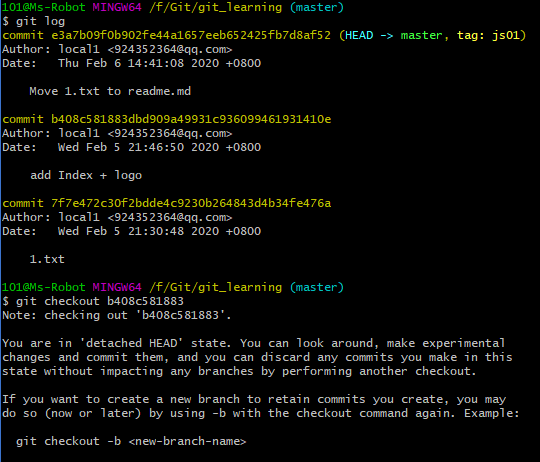 101@Ms-Robot MINGW64 /f/Git/git_learning (master)
$ git log
commit e3a7b09f0b902fe44a1657eeb652425fb7d8af52 (HEAD -> master, tag: js01)
Author: local1 <924352364@qq.com>
Date:   Thu Feb 6 14:41:08 2020 +0800
    Move 1.txt to readme.md
commit b408c581883dbd909a49931c936099461931410e
Author: local1 <924352364@qq.com>
Date:   Wed Feb 5 21:46:50 2020 +0800
    add Index + logo
commit 7f7e472c30f2bdde4c9230b264843d4b34fe476a
Author: local1 <924352364@qq.com>
Date:   Wed Feb 5 21:30:48 2020 +0800
    1.txt
101@Ms-Robot MINGW64 /f/Git/git_learning (master)
$ git checkout b408c581883
Note: checking out 'b408c581883'.
You are in 'detached HEAD' state. You can look around, make experimental
changes and commit them, and you can discard any commits you make in this
state without impacting any branches by performing another checkout.
If you want to create a new branch to retain commits you create, you may
do so (now or later) by using -b with the checkout command again. Example:
  git checkout -b <new-branch-name>